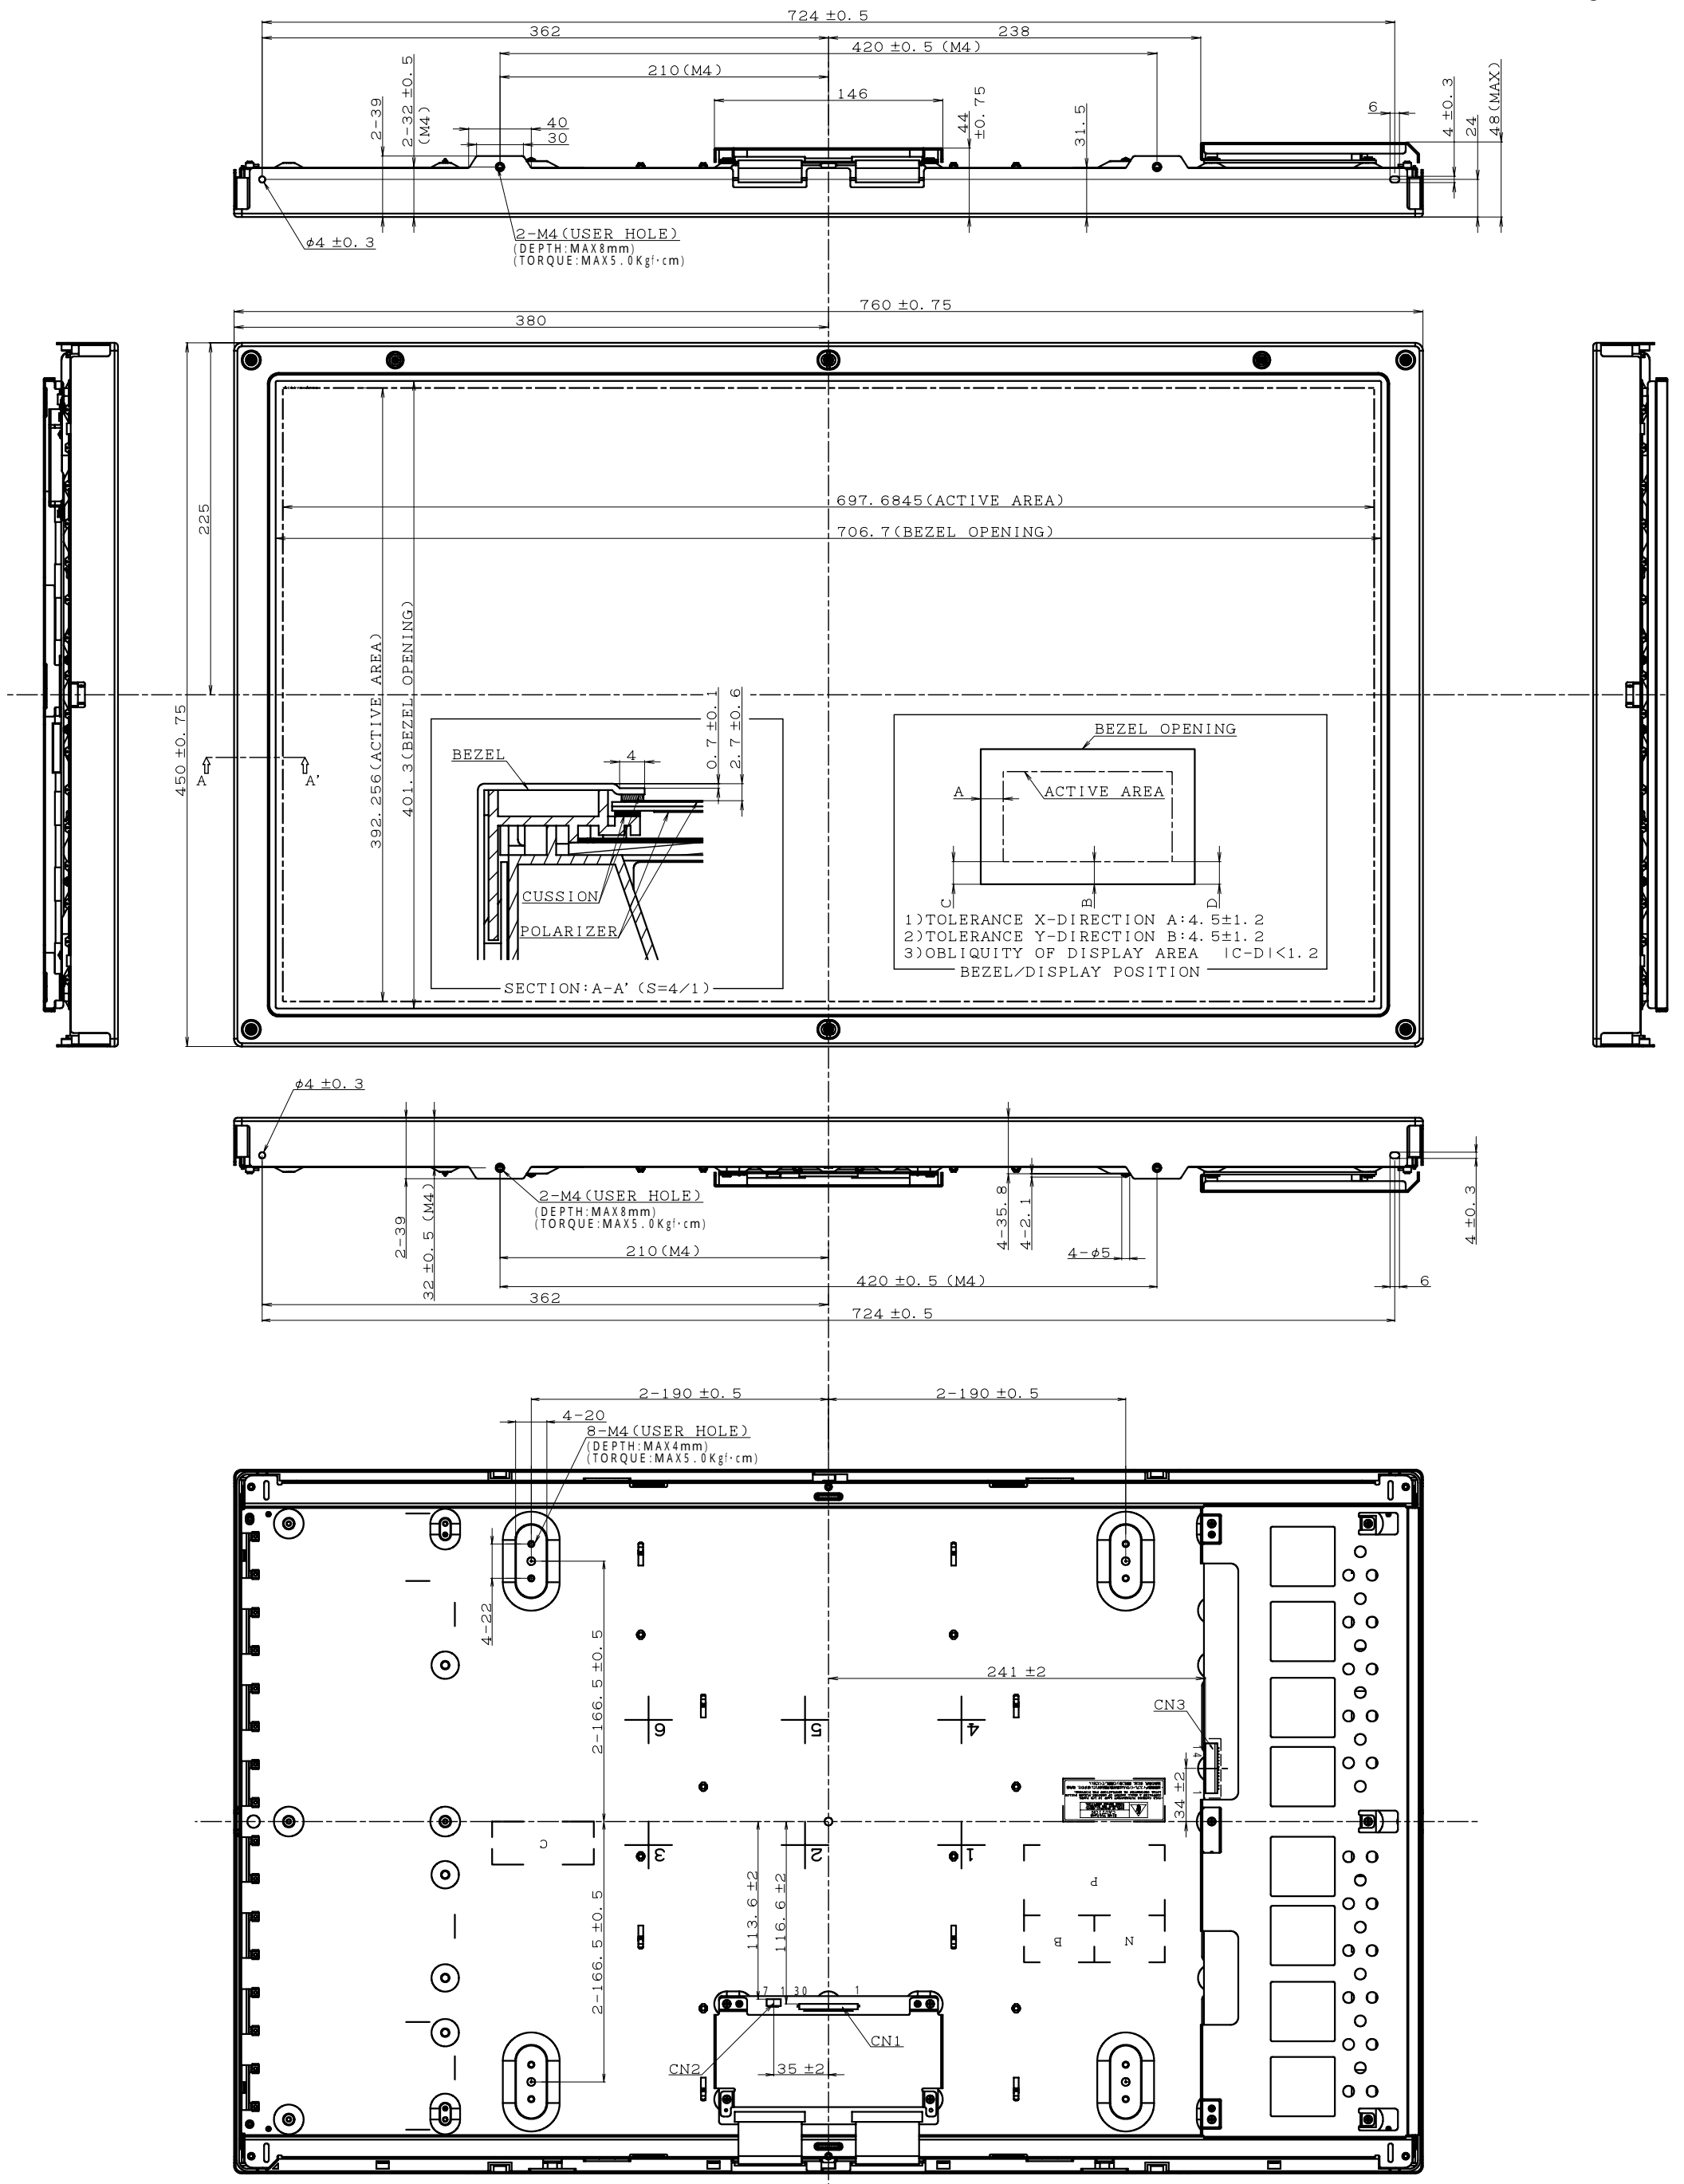 724 ±0. 5
362
238
420 ±0. 5 (M4)
210(M4)
146
2-39
2-32 ±0. 5
(M4)
40
30
44
±0. 75
31. 5
6
4 ±0. 3
24
48(MAX)
φ4 ±0. 3
2-M4(USER HOLE)
(DEPTH:MAX8mm)
(TORQUE:MAX5.0Kgf·cm)
760 ±0. 75
380
225
450 ±0. 75
697. 6845(ACTIVE AREA)
706. 7(BEZEL OPENING)
392. 256(ACTIVE AREA)
401. 3(BEZEL OPENING)
A
A'
0. 7 ±0. 1
2. 7 ±0. 6
BEZEL
4
CUSSION
POLARIZER
SECTION:A-A' (S=4/1)
BEZEL OPENING
A
ACTIVE AREA
C
B
D
1)TOLERANCE X-DIRECTION A:4. 5±1. 2
2)TOLERANCE Y-DIRECTION B:4. 5±1. 2
3)OBLIQUITY OF DISPLAY AREA |C-D|<1. 2
BEZEL/DISPLAY POSITION
φ4 ±0. 3
2-39
32 ±0. 5 (M4)
2-M4(USER HOLE)
(DEPTH:MAX8mm)
(TORQUE:MAX5.0Kgf·cm)
4-35. 8
4-2. 1
4-φ5
4 ±0. 3
6
210(M4)
420 ±0. 5 (M4)
362
724 ±0. 5
2-190 ±0. 5
2-190 ±0. 5
4-20
8-M4(USER HOLE)
(DEPTH:MAX4mm)
(TORQUE:MAX5.0Kgf·cm)
4-22
2-166. 5 ±0. 5
241 ±2
CN3
6
5
4
14
1
34 ±2
3
2
1
C
P
B
N
113. 6 ±2
116. 6 ±2
2-166. 5 ±0. 5
7
1
30
1
CN1
CN2
35 ±2